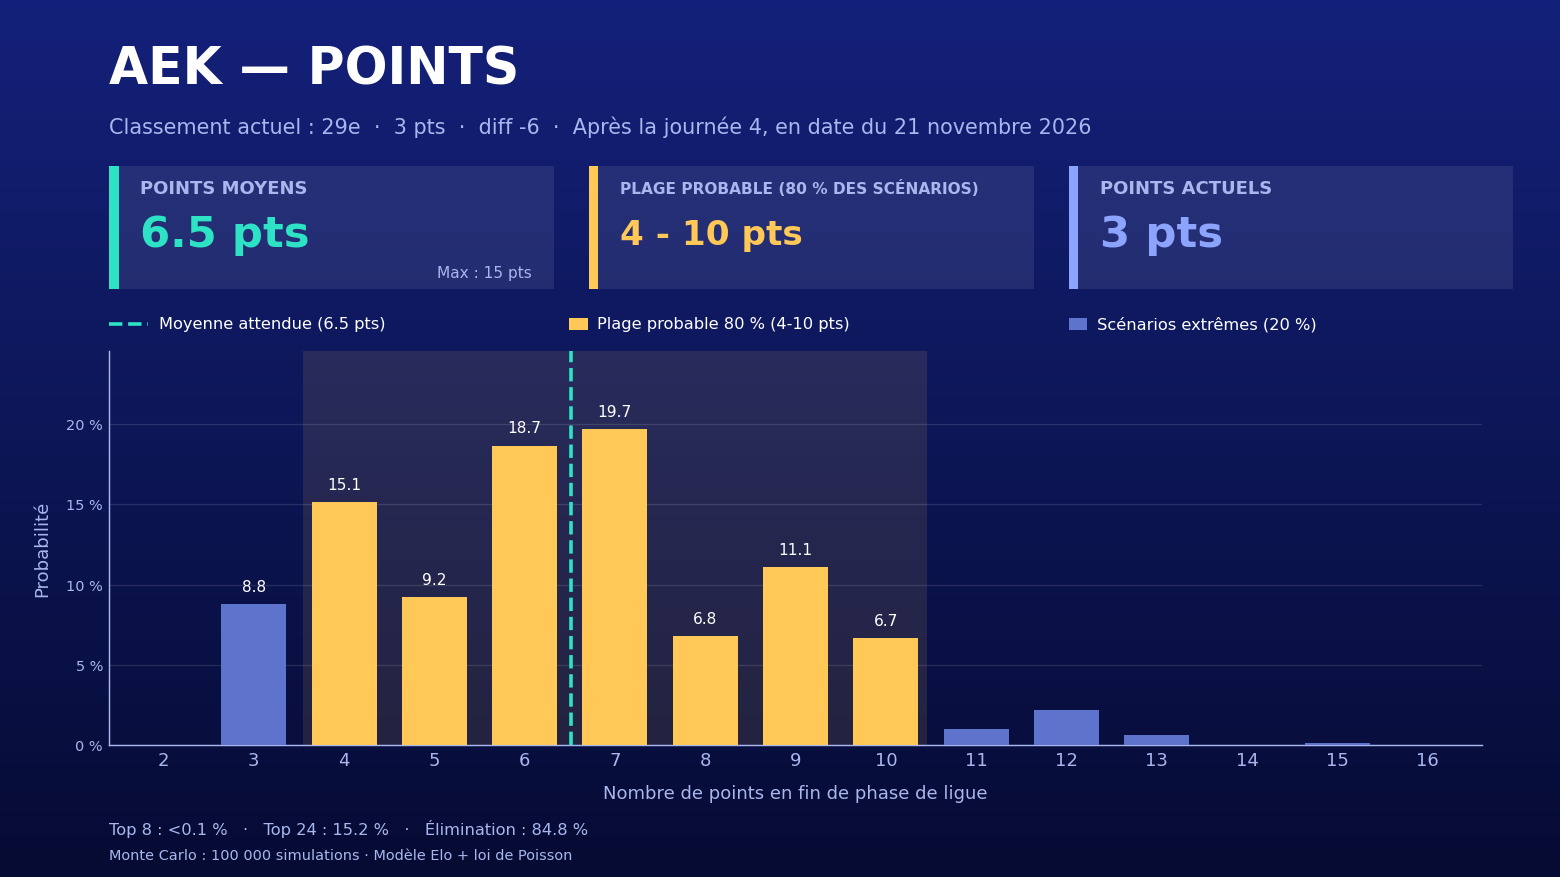 AEK — POINTS
Classement actuel : 29e · 3 pts · diff -6 · Après la journée 4, en date du 21 novembre 2026
POINTS MOYENS
6.5 pts
Max : 15 pts
PLAGE PROBABLE (80 % DES SCÉNARIOS)
4 - 10 pts
POINTS ACTUELS
3 pts
Moyenne attendue (6.5 pts)
Plage probable 80 % (4-10 pts)
Scénarios extrêmes (20 %)
Probabilité
20 %
15 %
10 %
5 %
0 %
8.8
15.1
9.2
18.7
19.7
6.8
11.1
6.7
2 3 4 5 6 7 8 9 10 11 12 13 14 15 16
Nombre de points en fin de phase de ligue
Top 8 : <0.1 % · Top 24 : 15.2 % · Élimination : 84.8 %
Monte Carlo : 100 000 simulations · Modèle Elo + loi de Poisson